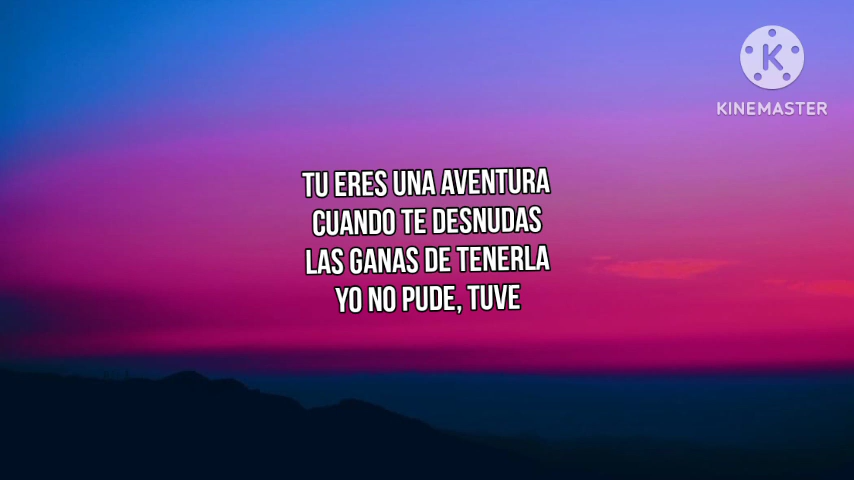 KINEMASTER
TU ERES UNA AVENTURA
CUANDO TE DESNUDAS
LAS GANAS DE TENERLA
YO NO PUDE, TUVE